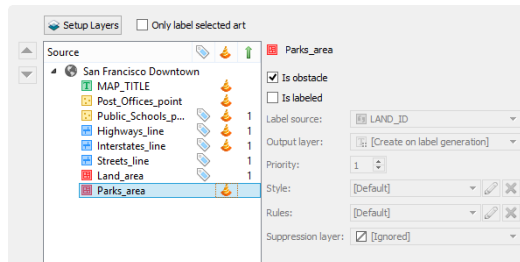 Setup Layers Only label selected art
Source
San Francisco Downtown
T MAP_TITLE
Post_Offices_point
Public_Schools_p... 1
Highways_line 1
Interstates_line 1
Streets_line 1
Land_area 1
Parks_area
Parks_area
Is obstade
Is labeled
Label source: LAND_ID
Output layer: [Create on label generation]
Priority: 1
Style: [Default]
Rules: [Default]
Suppression layer: [Ignored]